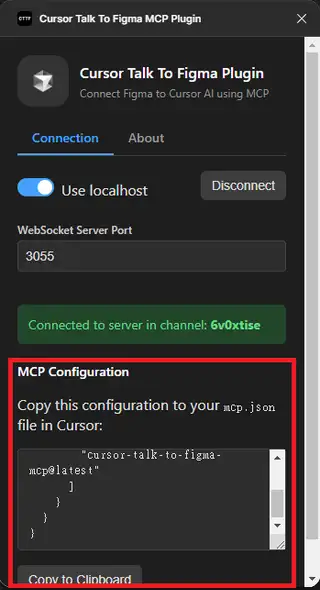 CTTF Cursor Talk To Figma MCP Plugin
Cursor Talk To Figma Plugin
Connect Figma to Cursor AI using MCP
Connection About
Use localhost Disconnect
WebSocket Server Port
3055
Connected to server in channel: 6v0xtise
MCP Configuration
Copy this configuration to your mcp.json
file in Cursor:
"cursor-talk-to-figma-
mcp@latest"
]
}
}
}
Copy to Clipboard